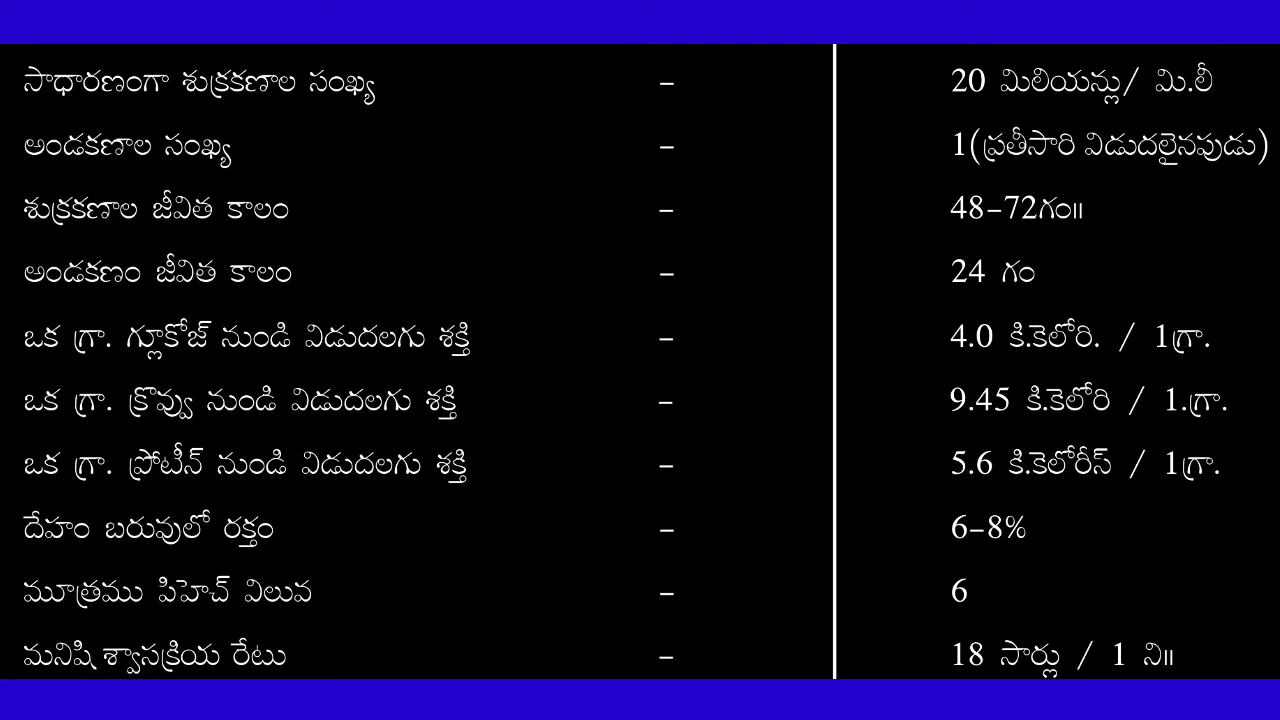 సాధారణంగా శుక్రకణాల సంఖ్య – 20 మిలియన్లు/ మి.లీ
అండకణాల సంఖ్య – 1(ప్రతీసారి విడుదలైనపుడు)
శుక్రకణాల జీవిత కాలం – 48–72గం॥
అండకణం జీవిత కాలం – 24 గం
ఒక గ్రా. గ్లూకోజ్ నుండి విడుదలగు శక్తి – 4.0 కి.కెలోరి. / 1గ్రా.
ఒక గ్రా. క్రొవ్వు నుండి విడుదలగు శక్తి – 9.45 కి.కెలోరి / 1.గ్రా.
ఒక గ్రా. ప్రోటీన్ నుండి విడుదలగు శక్తి – 5.6 కి.కెలోరీస్ / 1గ్రా.
దేహం బరువులో రక్తం – 6–8%
మూత్రము పిహెచ్ విలువ – 6
మనిషి శ్వాసక్రియ రేటు – 18 సార్లు / 1 ని॥